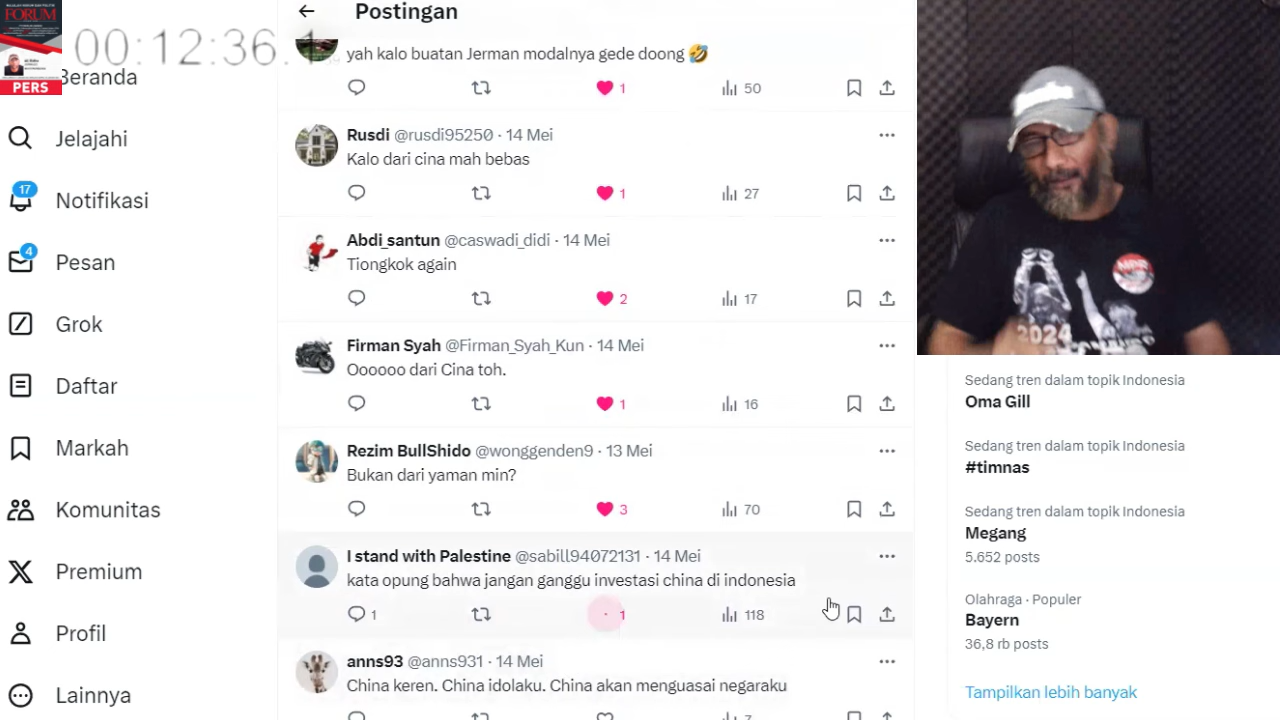 FORUM
PERS
00:12:36.1
Postingan
Beranda
Jelajahi
17
Notifikasi
4
Pesan
Grok
Daftar
Markah
Komunitas
Premium
Profil
Lainnya
yah kalo buatan Jerman modalnya gede doong 🤣
1
50
Rusdi @rusdi95250 · 14 Mei
Kalo dari cina mah bebas
1
27
Abdi_santun @caswadi_didi · 14 Mei
Tiongkok again
2
17
Firman Syah @Firman_Syah_Kun · 14 Mei
Oooooo dari Cina toh.
1
16
Rezim BullShido @wonggenden9 · 13 Mei
Bukan dari yaman min?
3
70
I stand with Palestine @sabill94072131 · 14 Mei
kata opung bahwa jangan ganggu investasi china di indonesia
1
1
118
anns93 @anns931 · 14 Mei
China keren. China idolaku. China akan menguasai negaraku
2024
Sedang tren dalam topik Indonesia
Oma Gill
Sedang tren dalam topik Indonesia
#timnas
Sedang tren dalam topik Indonesia
Megang
5.652 posts
Olahraga · Populer
Bayern
36,8 rb posts
Tampilkan lebih banyak